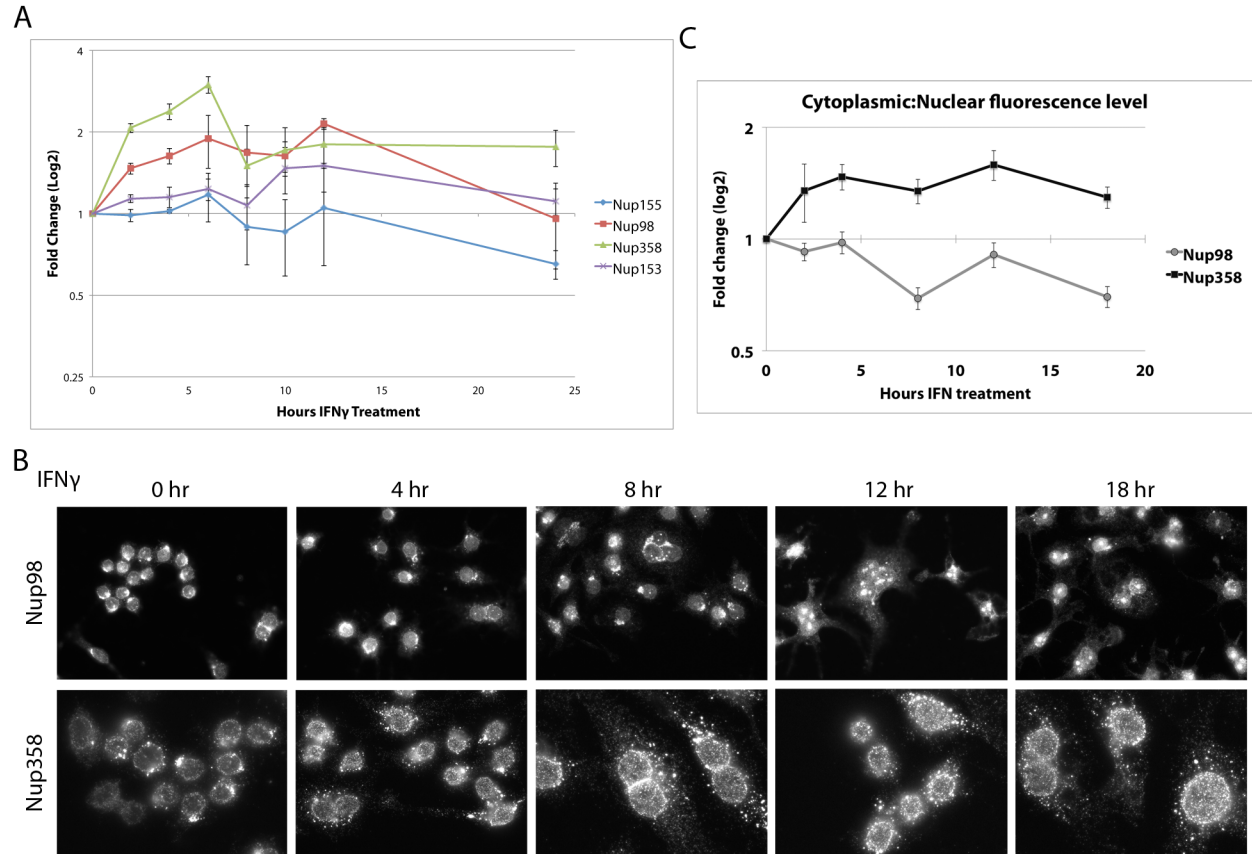 A
4
2
1
0.5
0.25
Fold Change (Log2)
0 5 10 15 20 25
Hours IFNγ Treatment
Nup155
Nup98
Nup358
Nup153
C
Cytoplasmic:Nuclear fluorescence level
2
1
0.5
Fold change (log2)
0 5 10 15 20
Hours IFN treatment
Nup98
Nup358
B
IFNγ
0 hr 4 hr 8 hr 12 hr 18 hr
Nup98
Nup358